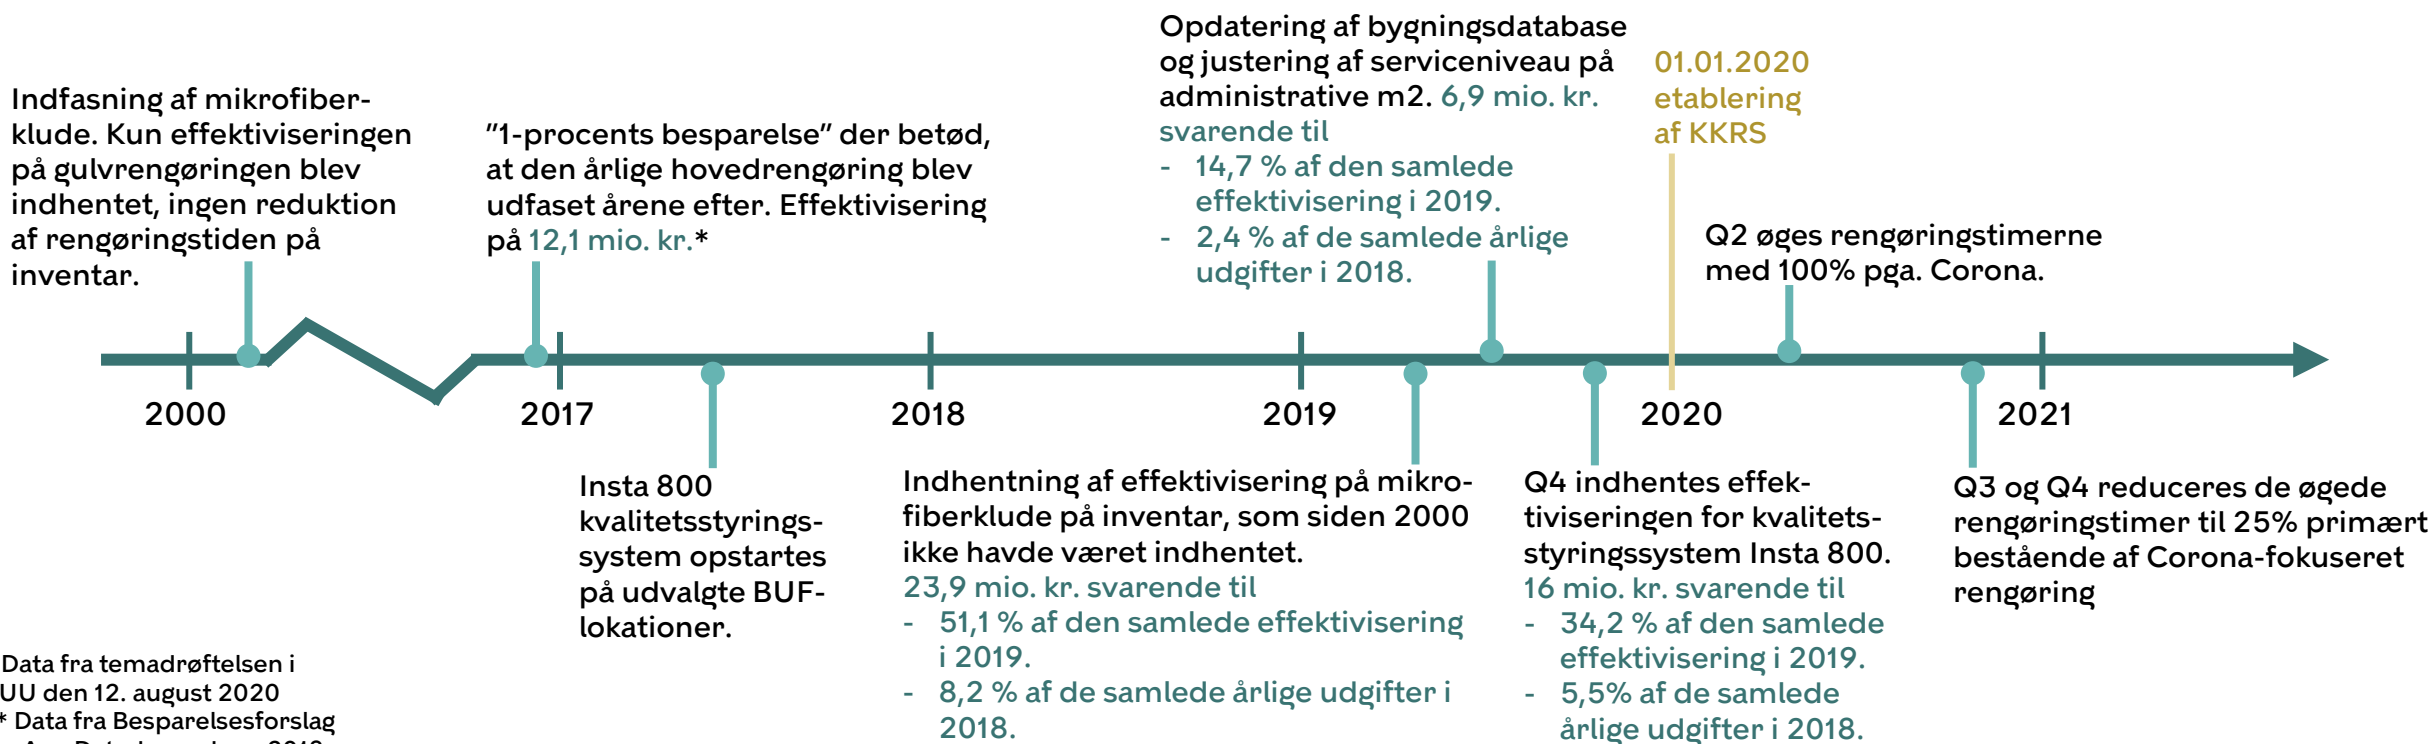 Indfasning af mikrofiber-
klude. Kun effektiviseringen
på gulvrengøringen blev
indhentet, ingen reduktion
af rengøringstiden på
inventar.
”1-procents besparelse” der betød,
at den årlige hovedrengøring blev
udfaset årene efter. Effektivisering
på 12,1 mio. kr.*
Opdatering af bygningsdatabase
og justering af serviceniveau på
administrative m2. 6,9 mio. kr.
svarende til
- 14,7 % af den samlede
effektivisering i 2019.
- 2,4 % af de samlede årlige
udgifter i 2018.
01.01.2020
etablering
af KKRS
Q2 øges rengøringstimerne
med 100% pga. Corona.
2000
2017
2018
2019
2020
2021
Insta 800
kvalitetsstyrings-
system opstartes
på udvalgte BUF-
lokationer.
Indhentning af effektivisering på mikro-
fiberklude på inventar, som siden 2000
ikke havde været indhentet.
23,9 mio. kr. svarende til
- 51,1 % af den samlede effektivisering
i 2019.
- 8,2 % af de samlede årlige udgifter i
2018.
Q4 indhentes effek-
tiviseringen for kvalitets-
styringssystem Insta 800.
16 mio. kr. svarende til
- 34,2 % af den samlede
effektivisering i 2019.
- 5,5% af de samlede
årlige udgifter i 2018.
Q3 og Q4 reduceres de øgede
rengøringstimer til 25% primært
bestående af Corona-fokuseret
rengøring
Data fra temadrøftelsen i
UU den 12. august 2020
* Data fra Besparelsesforslag